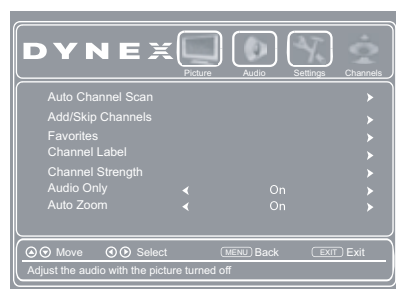 DYNEX
Picture Audio Settings Channels
Auto Channel Scan
Add/Skip Channels
Favorites
Channel Label
Channel Strength
Audio Only On
Auto Zoom On
Move Select MENU Back EXIT Exit
Adjust the audio with the picture turned off